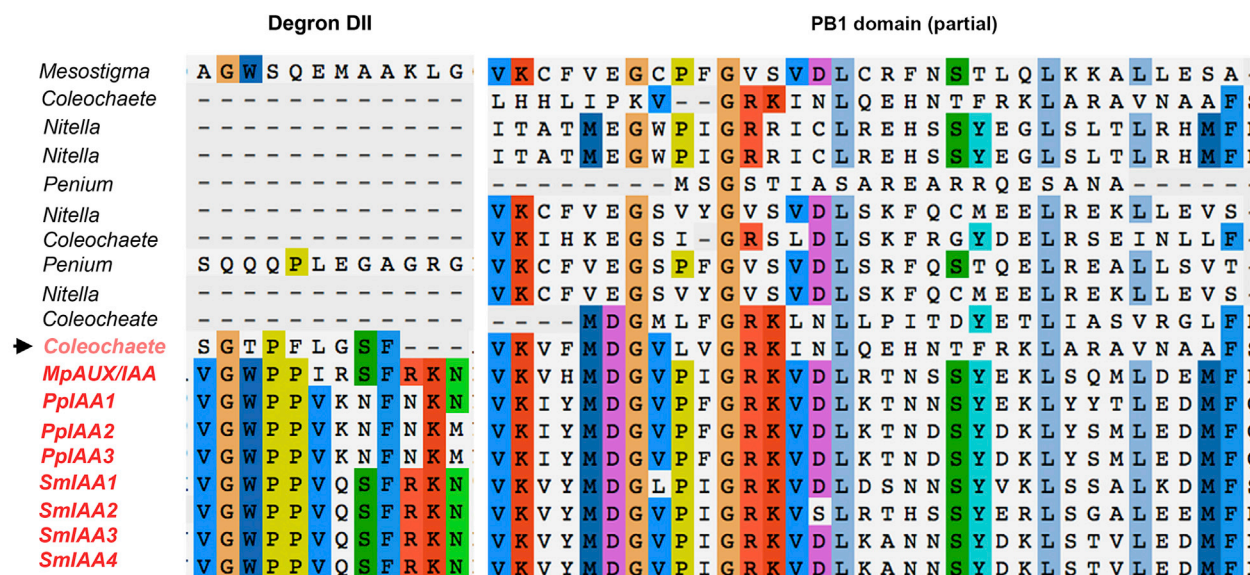 Degron DII PB1 domain (partial)
Mesostigma A G W S Q E M A A K L G V K C F V E G C P F G V S V D L C R F N S T L Q L K K A L L E S A -
Coleochaete - - - - - - - - - - - - L H H L I P K V - - G R K I N L Q E H N T F R K L A R A V N A A F
Nitella - - - - - - - - - - - - I T A T M E G W P I G R R I C L R E H S S Y E G L S L T L R H M F
Nitella - - - - - - - - - - - - I T A T M E G W P I G R R I C L R E H S S Y E G L S L T L R H M F
Penium - - - - - - - - - - - - - - - - - - - - M S G S T I A S A R E A R R Q E S A N A - - - - -
Nitella - - - - - - - - - - - - V K C F V E G S V Y G V S V D L S K F Q C M E E L R E K L L E V S
Coleochaete - - - - - - - - - - - - V K I H K E G S I - G R S L D L S K F R G Y D E L R S E I N L L F
Penium S Q Q Q P L E G A G R G V K C F V E G S P F G V S V D L S R F Q S T Q E L R E A L L S V T
Nitella - - - - - - - - - - - - V K C F V E G S V Y G V S V D L S K F Q C M E E L R E K L L E V S
Coleocheate - - - - - - - - - - - - - - - - M D G M L F G R K L N L L P I T D Y E T L I A S V R G L F
Coleochaete S G T P F L G S F - - - V K V F M D G V L V G R K I N L Q E H N T F R K L A R A V N A A F
MpAUX/IAA V G W P P I R S F R K N V K V H M D G V P I G R K V D L R T N S S Y E K L S Q M L D E M F
PpIAA1 V G W P P V K N F N K N V K I Y M D G V P F G R K V D L K T N N S Y E K L Y Y T L E D M F
PpIAA2 V G W P P V K N F N K M V K I Y M D G V P F G R K V D L K T N D S Y D K L Y S M L E D M F
PpIAA3 V G W P P V K N F N K M V K I Y M D G V P F G R K V D L K T N D S Y D K L Y S M L E D M F
SmIAA1 V G W P P V Q S F R K N V K V Y M D G L P I G R K V D L D S N N S Y V K L S S A L K D M F
SmIAA2 V G W P P V Q S F R K N V K V Y M D G V P I G R K V S L R T H S S Y E R L S G A L E E M F
SmIAA3 V G W P P V Q S F R K N V K V Y M D G V P I G R K V D L K A N N S Y D K L S T V L E D M F
SmIAA4 V G W P P V Q S F R K N V K V Y M D G V P I G R K V D L K A N N S Y D K L S T V L E D M F